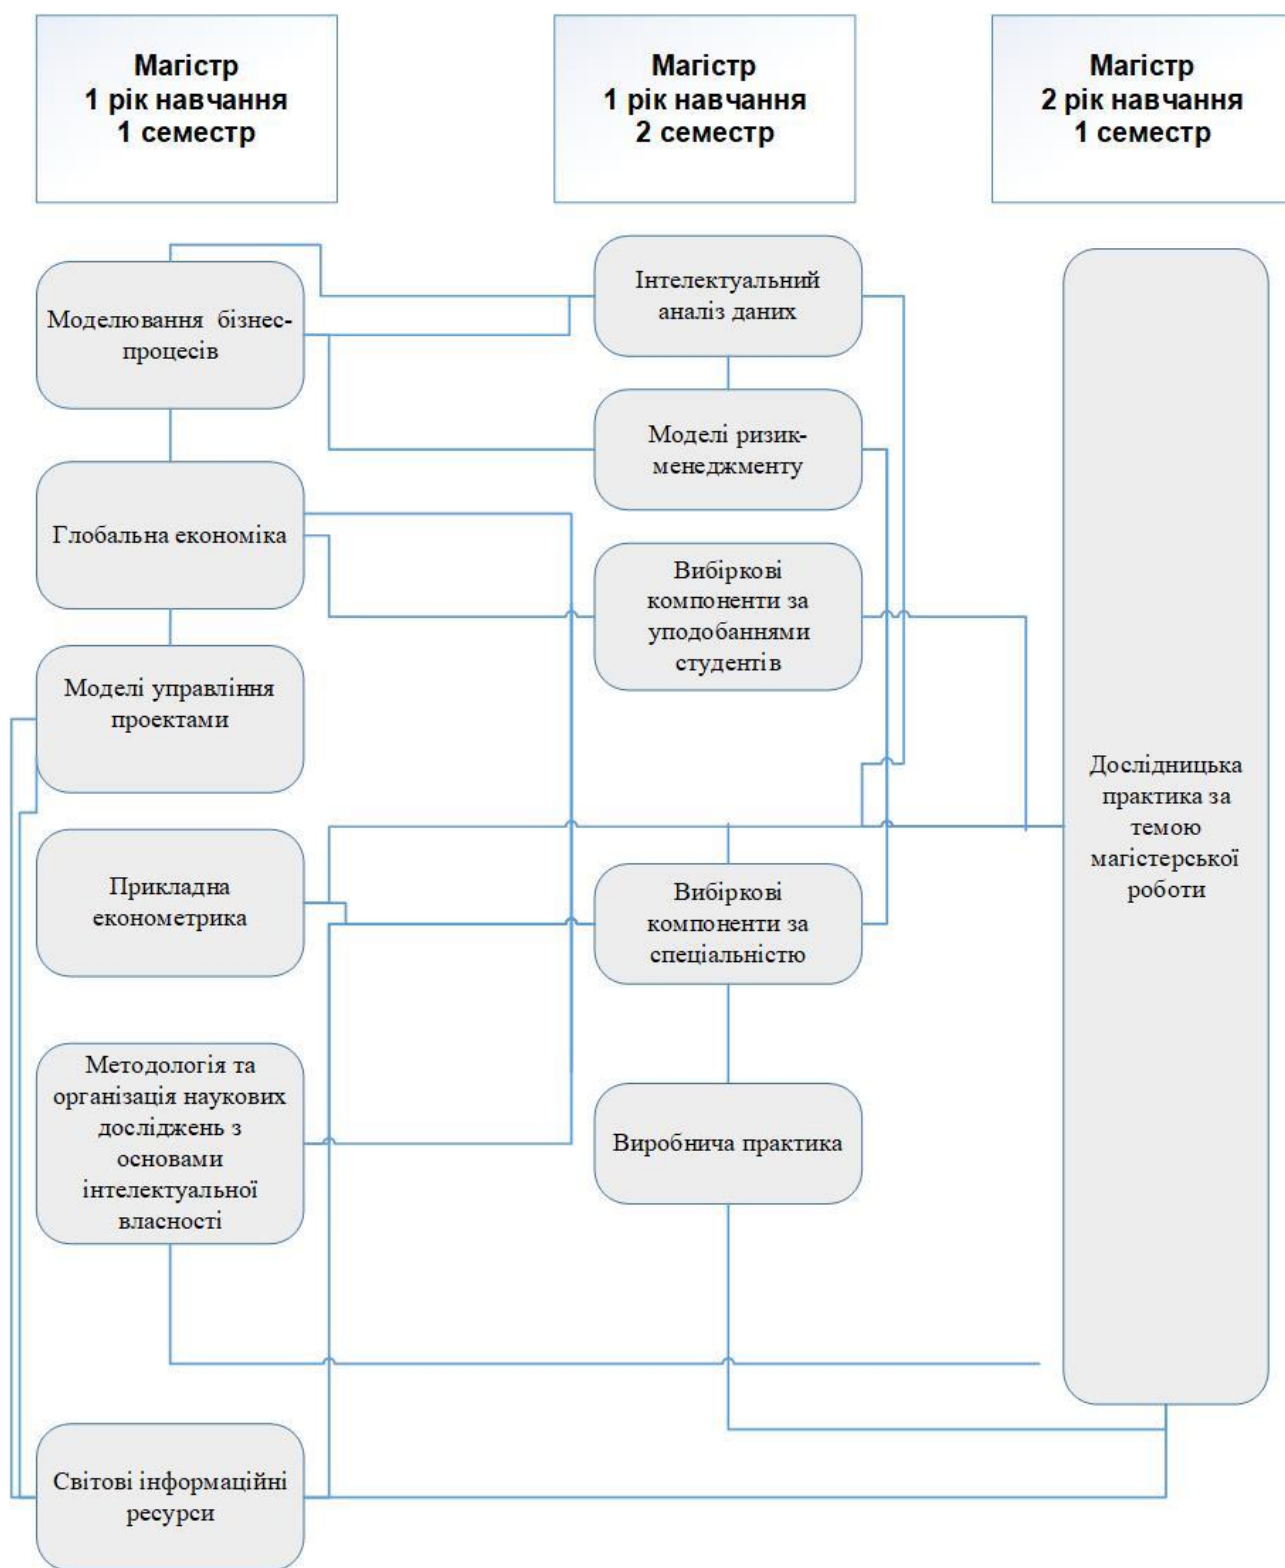 Магістр
1 рік навчання
1 семестр
Магістр
1 рік навчання
2 семестр
Магістр
2 рік навчання
1 семестр
Моделювання бізнес-
процесів
Глобальна економіка
Моделі управління
проектами
Прикладна
економетрика
Методологія та
організація наукових
досліджень з
основами
інтелектуальної
власності
Світові інформаційні
ресурси
Інтелектуальний
аналіз даних
Моделі ризик-
менеджменту
Вибіркові
компоненти за
уподобаннями
студентів
Вибіркові
компоненти за
спеціальністю
Виробнича практика
Дослідницька
практика за
темою
магістерської
роботи